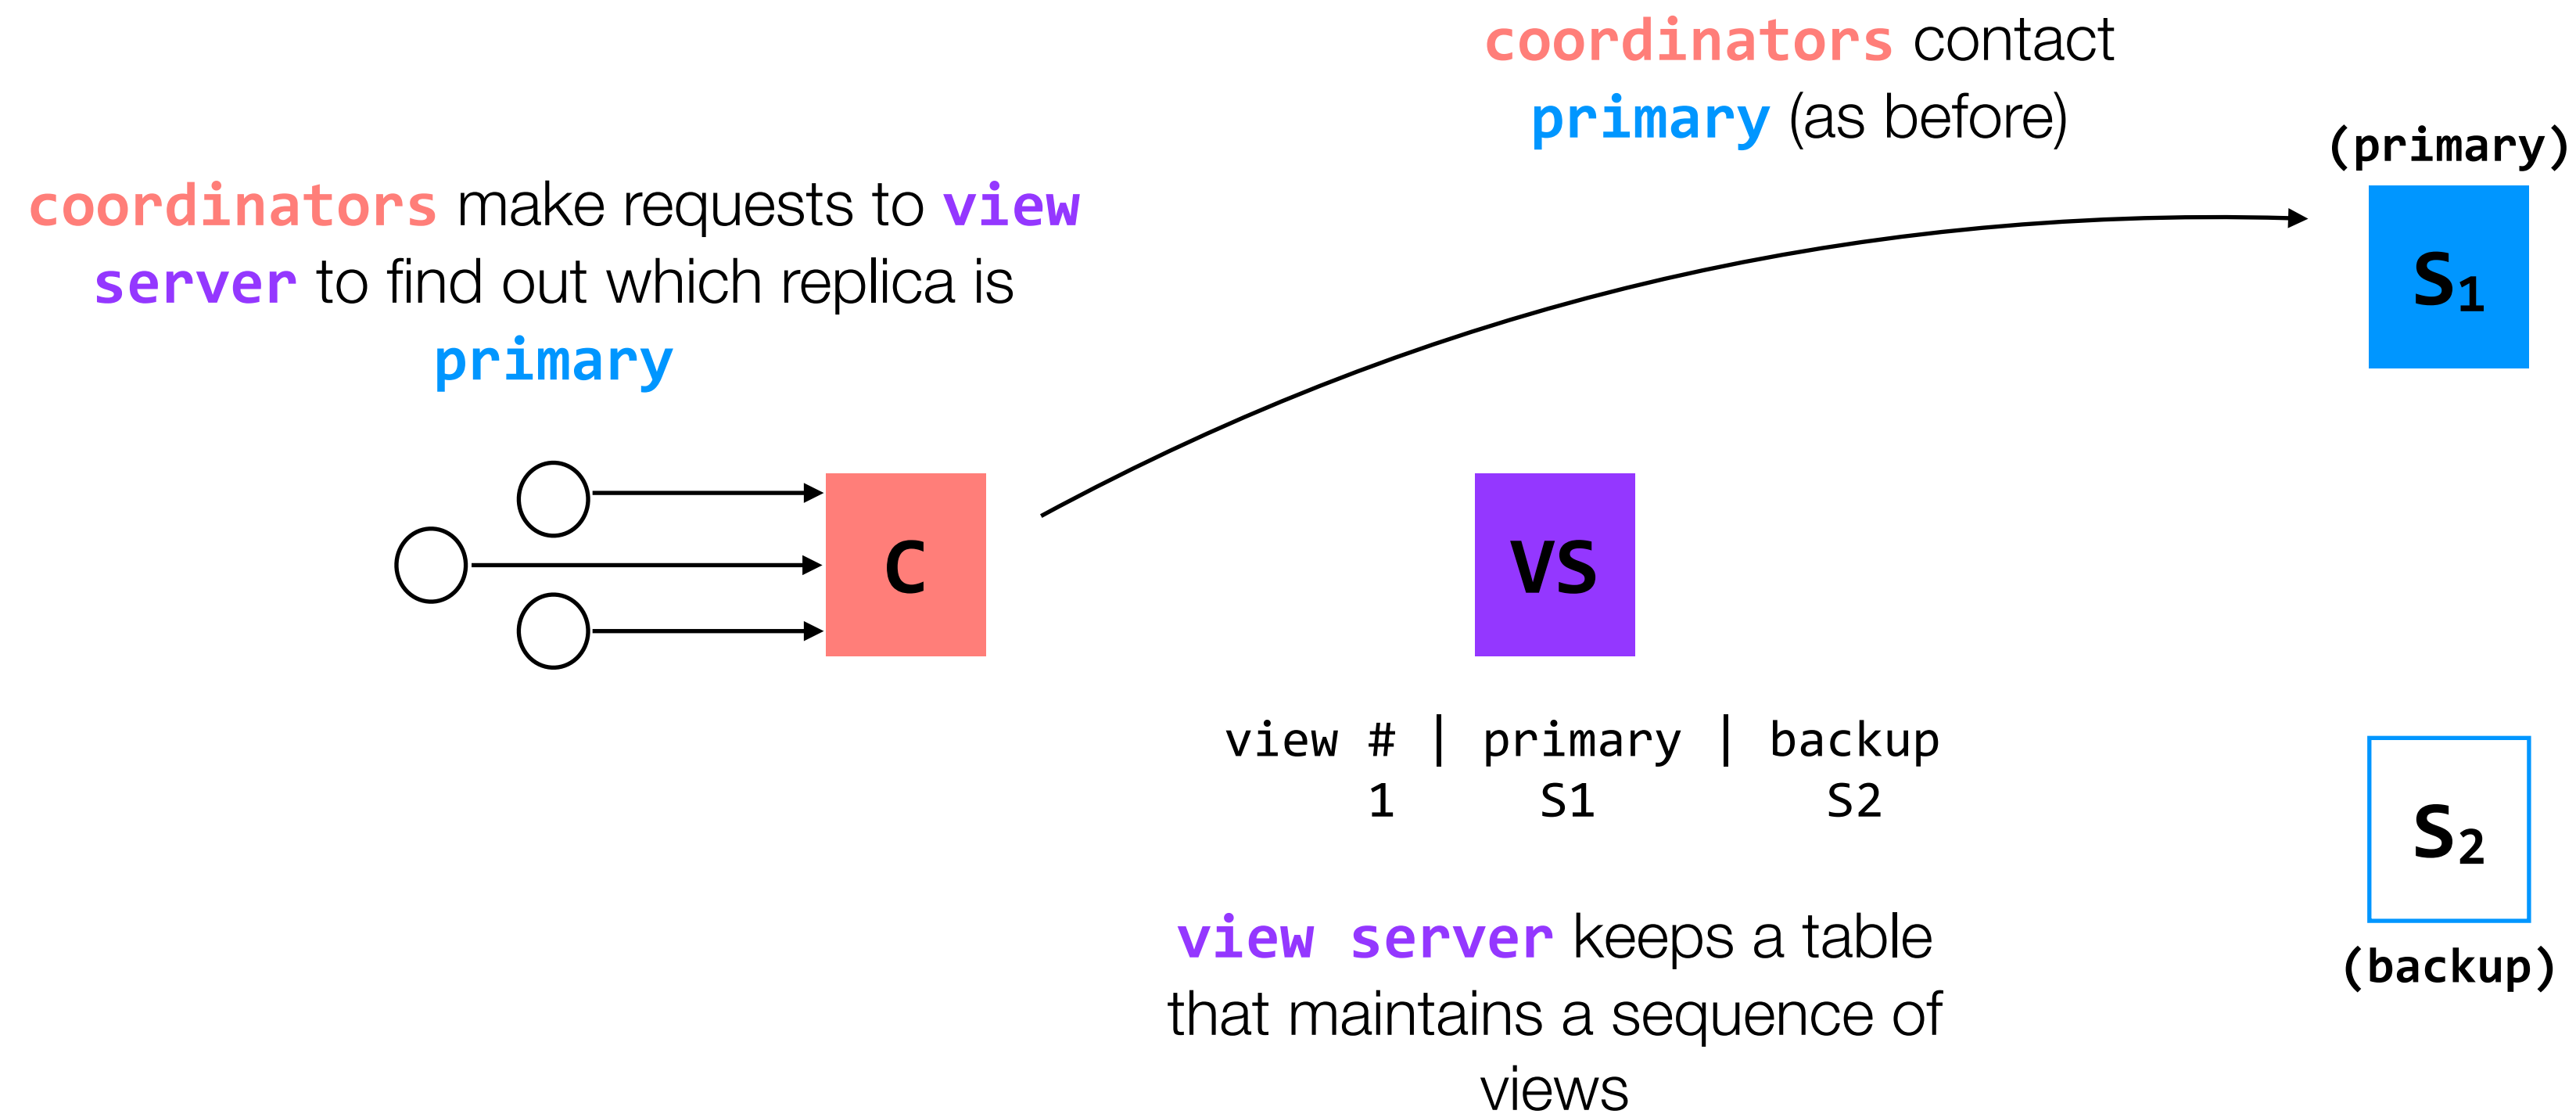 coordinators make requests to view
server to find out which replica is
primary
coordinators contact
primary (as before)
(primary)
S₁
C
VS
view # | primary | backup
1 S1 S2
view server keeps a table
that maintains a sequence of
views
S₂
(backup)